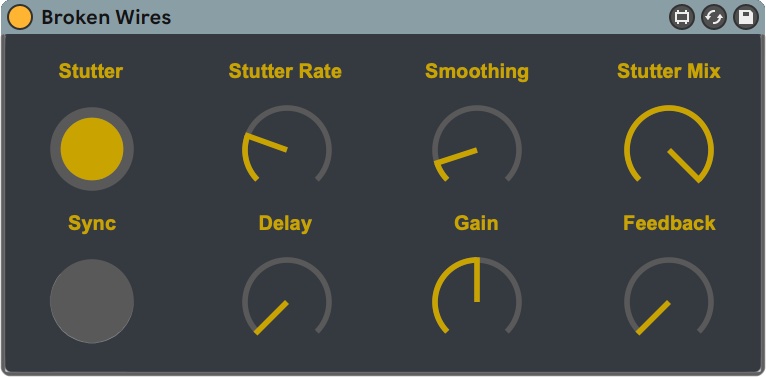 Broken Wires
Stutter Stutter Rate Smoothing Stutter Mix
Sync Delay Gain Feedback